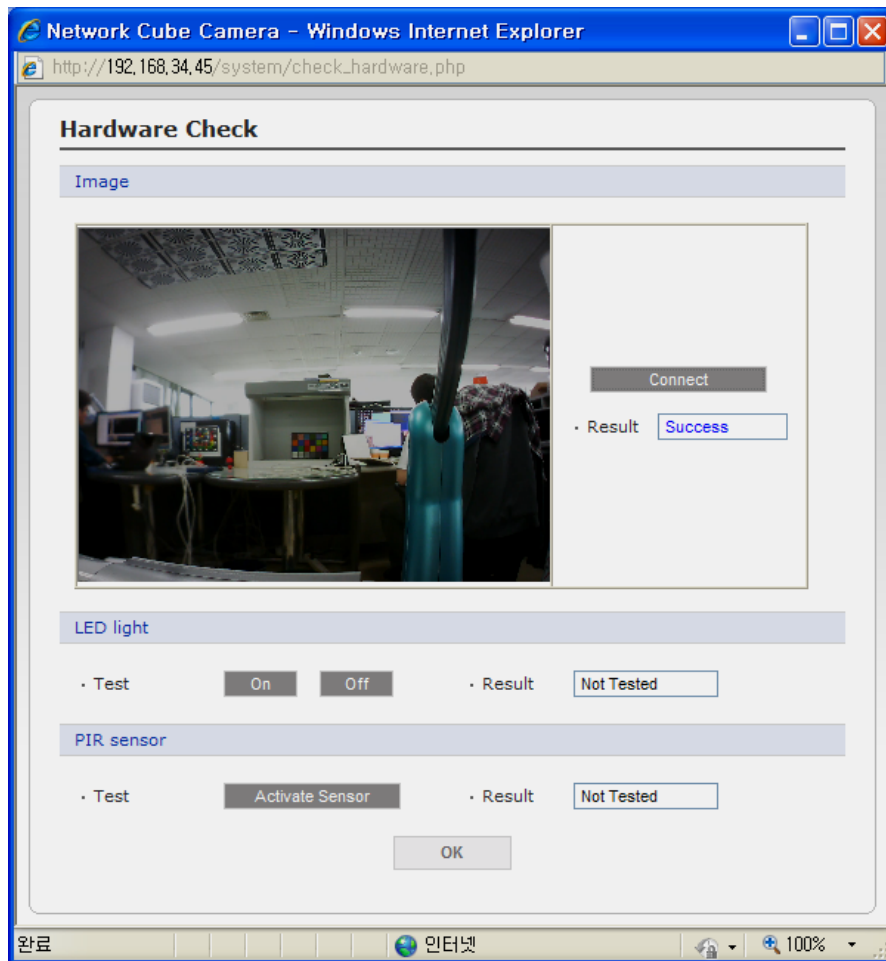 Network Cube Camera - Windows Internet Explorer
http://192,168,34,45/system/check_hardware,php
Hardware Check
Image
Connect
· Result Success
LED light
· Test On Off · Result Not Tested
PIR sensor
· Test Activate Sensor · Result Not Tested
OK
완료 인터넷 100%